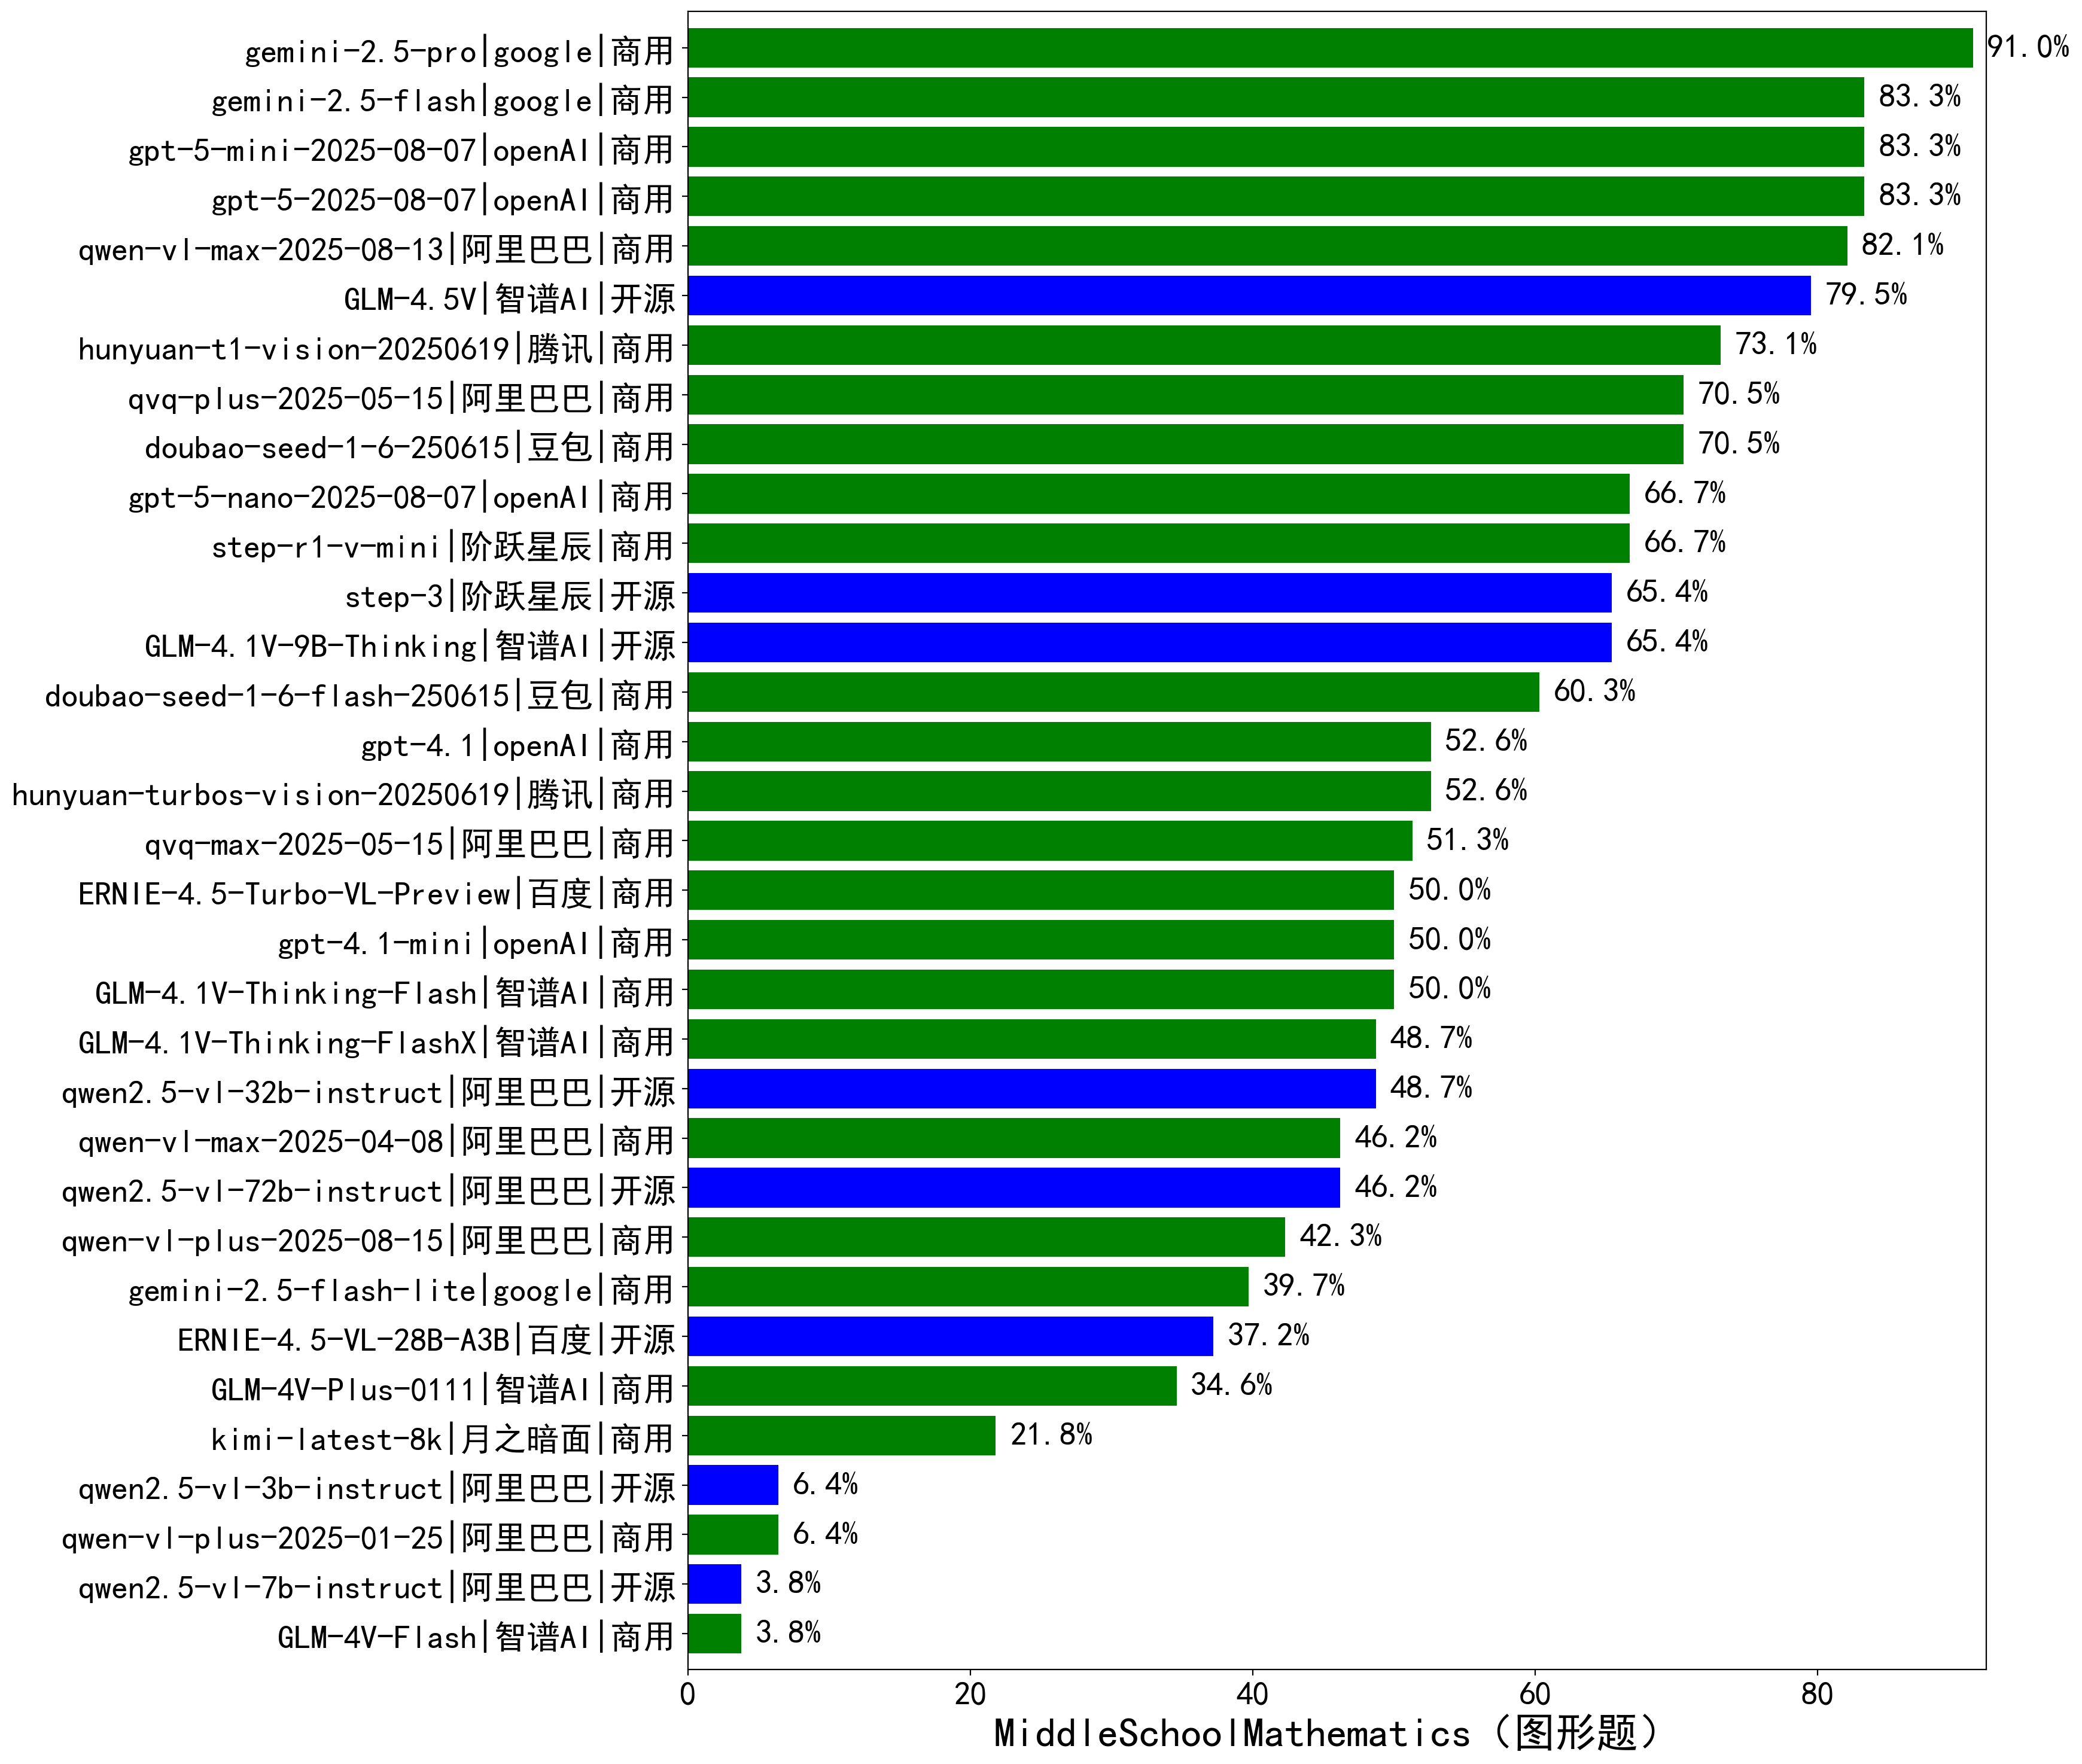 gemini-2.5-pro|google|商用 91.0%
gemini-2.5-flash|google|商用 83.3%
gpt-5-mini-2025-08-07|openAI|商用 83.3%
gpt-5-2025-08-07|openAI|商用 83.3%
qwen-vl-max-2025-08-13|阿里巴巴|商用 82.1%
GLM-4.5V|智谱AI|开源 79.5%
hunyuan-t1-vision-20250619|腾讯|商用 73.1%
qvq-plus-2025-05-15|阿里巴巴|商用 70.5%
doubao-seed-1-6-250615|豆包|商用 70.5%
gpt-5-nano-2025-08-07|openAI|商用 66.7%
step-r1-v-mini|阶跃星辰|商用 66.7%
step-3|阶跃星辰|开源 65.4%
GLM-4.1V-9B-Thinking|智谱AI|开源 65.4%
doubao-seed-1-6-flash-250615|豆包|商用 60.3%
gpt-4.1|openAI|商用 52.6%
hunyuan-turbos-vision-20250619|腾讯|商用 52.6%
qvq-max-2025-05-15|阿里巴巴|商用 51.3%
ERNIE-4.5-Turbo-VL-Preview|百度|商用 50.0%
gpt-4.1-mini|openAI|商用 50.0%
GLM-4.1V-Thinking-Flash|智谱AI|商用 50.0%
GLM-4.1V-Thinking-FlashX|智谱AI|商用 48.7%
qwen2.5-vl-32b-instruct|阿里巴巴|开源 48.7%
qwen-vl-max-2025-04-08|阿里巴巴|商用 46.2%
qwen2.5-vl-72b-instruct|阿里巴巴|开源 46.2%
qwen-vl-plus-2025-08-15|阿里巴巴|商用 42.3%
gemini-2.5-flash-lite|google|商用 39.7%
ERNIE-4.5-VL-28B-A3B|百度|开源 37.2%
GLM-4V-Plus-0111|智谱AI|商用 34.6%
kimi-latest-8k|月之暗面|商用 21.8%
qwen2.5-vl-3b-instruct|阿里巴巴|开源 6.4%
qwen-vl-plus-2025-01-25|阿里巴巴|商用 6.4%
qwen2.5-vl-7b-instruct|阿里巴巴|开源 3.8%
GLM-4V-Flash|智谱AI|商用 3.8%
0 20 40 60 80
MiddleSchoolMathematics（图形题）